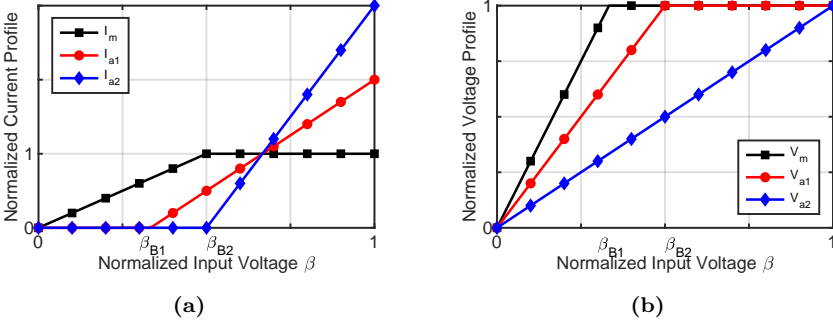 Normalized Current Profile
I_m
I_a1
I_a2
1
0
0
β_B1
β_B2
1
Normalized Input Voltage β
(a)
Normalized Voltage Profile
1
0
V_m
V_a1
V_a2
0
β_B1
β_B2
1
Normalized Input Voltage β
(b)